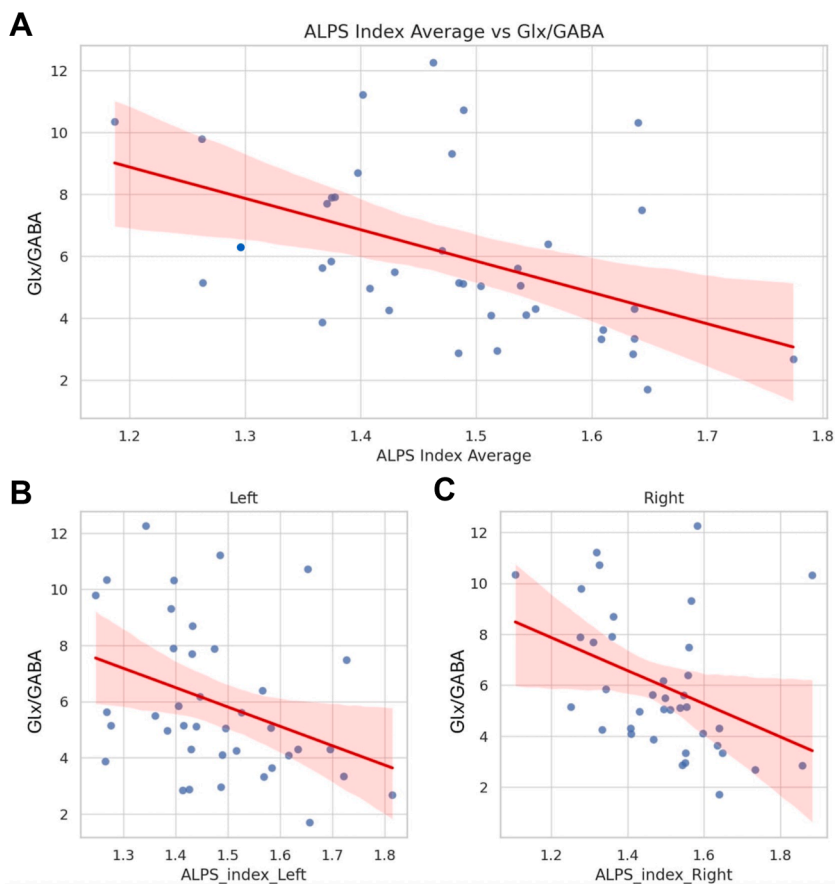 A
ALPS Index Average vs Glx/GABA
12
10
8
6
4
2
Glx/GABA
1.2 1.3 1.4 1.5 1.6 1.7 1.8
ALPS Index Average
B
Left
12
10
8
6
4
2
Glx/GABA
1.3 1.4 1.5 1.6 1.7 1.8
ALPS_index_Left
C
Right
12
10
8
6
4
2
Glx/GABA
1.2 1.4 1.6 1.8
ALPS_index_Right